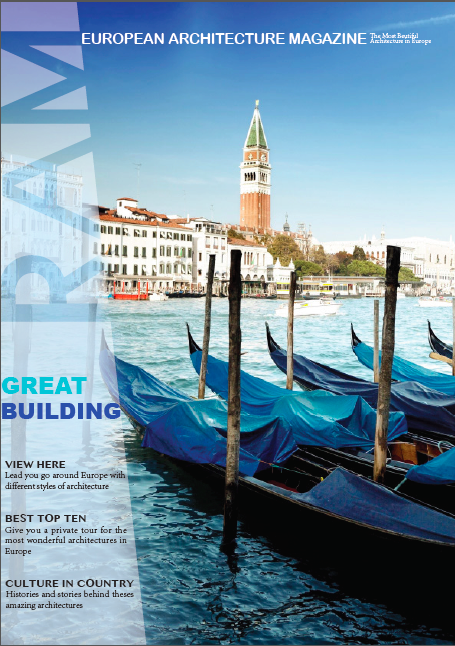 EUROPEAN ARCHITECTURE MAGAZINE
The Most Beutiful
Architecture in Europe
GREAT
BUILDING
VIEW HERE
Lead you go around Europe with
different styles of architecture
BEST TOP TEN
Give you a private tour for the
most wonderful architectures in
Europe
CULTURE IN COUNTRY
Histories and stories behind theses
amazing architectures